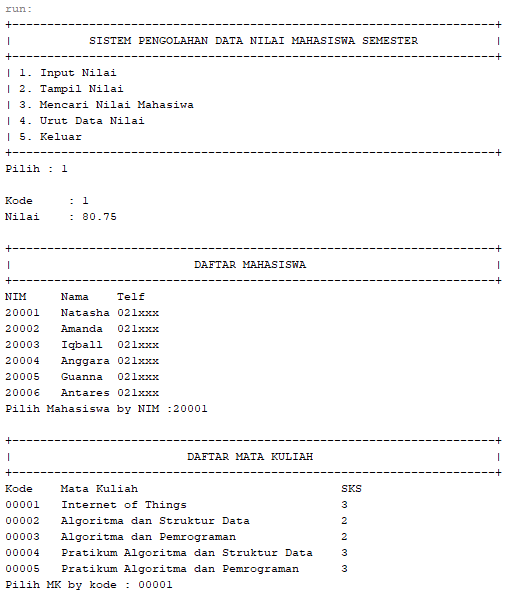 run:
+---------------------------------------------------------------------+
|           SISTEM PENGOLAHAN DATA NILAI MAHASISWA SEMESTER           |
+---------------------------------------------------------------------+
| 1. Input Nilai
| 2. Tampil Nilai
| 3. Mencari Nilai Mahasiwa
| 4. Urut Data Nilai
| 5. Keluar
+---------------------------------------------------------------------+
Pilih : 1
Kode     : 1
Nilai    : 80.75
+---------------------------------------------------------------------+
|                          DAFTAR MAHASISWA                           |
+---------------------------------------------------------------------+
NIM     Nama    Telf
20001   Natasha 021xxx
20002   Amanda  021xxx
20003   Iqball  021xxx
20004   Anggara 021xxx
20005   Guanna  021xxx
20006   Antares 021xxx
Pilih Mahasiswa by NIM :20001
+---------------------------------------------------------------------+
|                         DAFTAR MATA KULIAH                          |
+---------------------------------------------------------------------+
Kode    Mata Kuliah                             SKS
00001   Internet of Things                      3
00002   Algoritma dan Struktur Data             2
00003   Algoritma dan Pemrograman               2
00004   Pratikum Algoritma dan Struktur Data    3
00005   Pratikum Algoritma dan Pemrograman      3
Pilih MK by kode : 00001